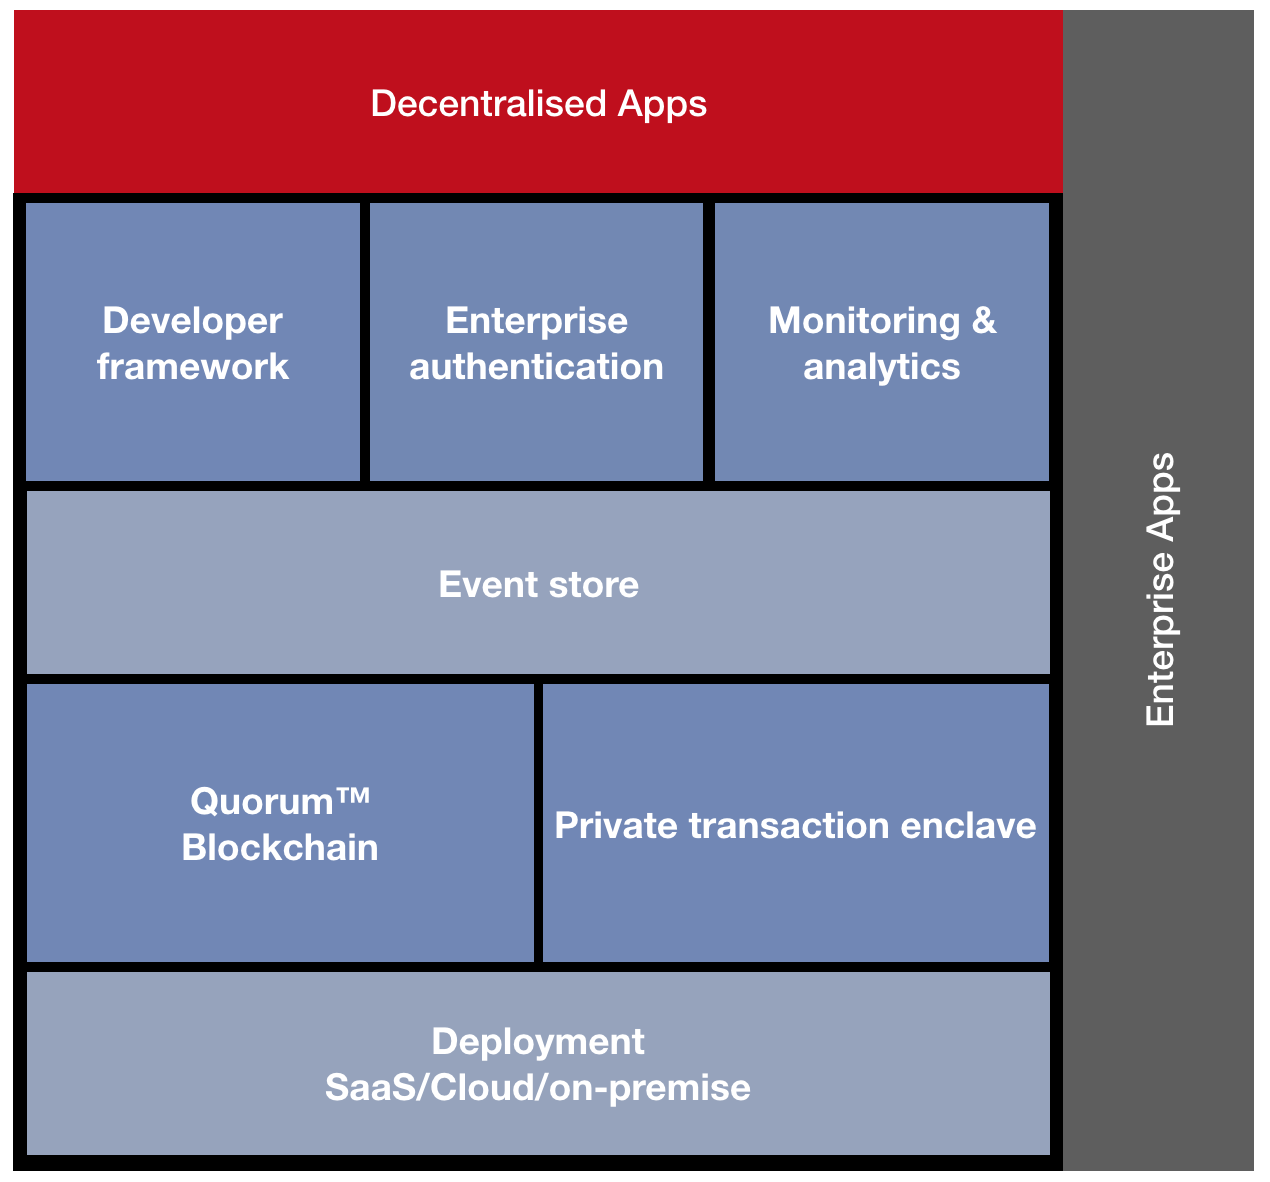 Decentralised Apps
Developer
framework
Enterprise
authentication
Monitoring &
analytics
Event store
Quorum™
Blockchain
Private transaction enclave
Deployment
SaaS/Cloud/on-premise
Enterprise Apps